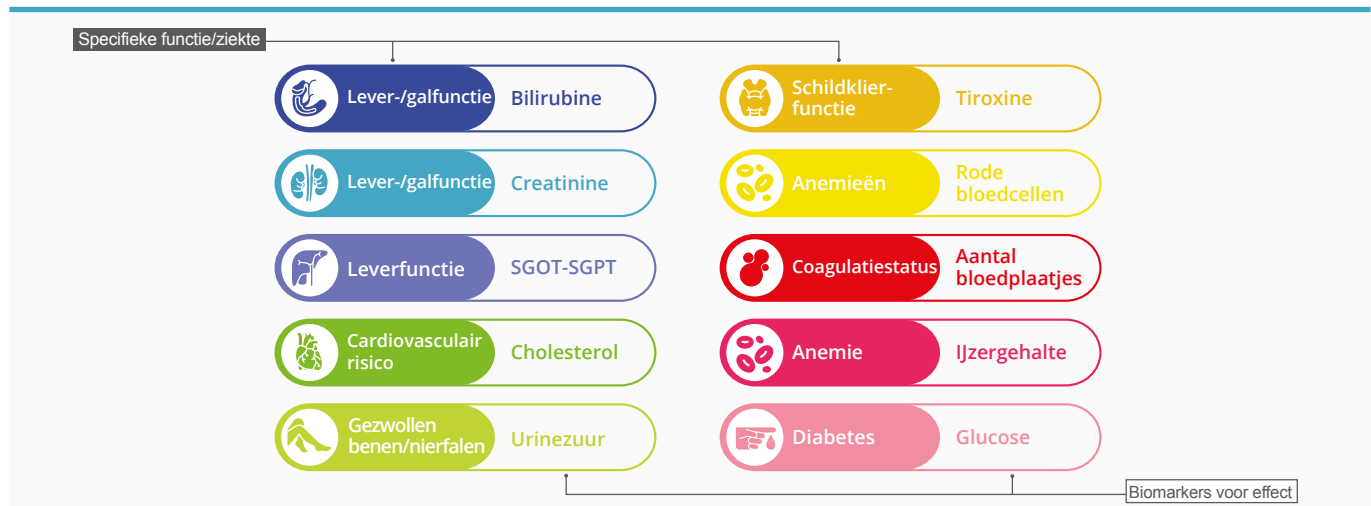 Specifieke functie/ziekte
Lever-/galfunctie
Bilirubine
Lever-/galfunctie
Creatinine
Leverfunctie
SGOT-SGPT
Cardiovasculair
risico
Cholesterol
Gezwollen
benen/nierfalen
Urinezuur
Schildklier-
functie
Tiroxine
Anemieën
Rode
bloedcellen
Coagulatiestatus
Aantal
bloedplaatjes
Anemie
IJzergehalte
Diabetes
Glucose
Biomarkers voor effect